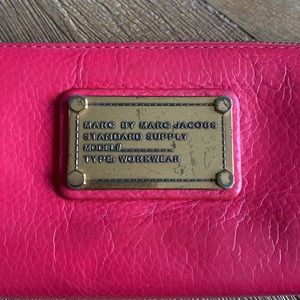 MARC BY MARC JACOBS
STANDARD SUPPLY
MODEL/
TYPE: WORKWEAR